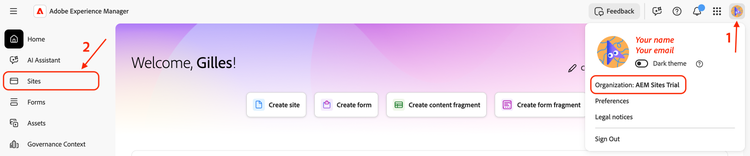 Adobe Experience Manager
Feedback
1
2
Home
AI Assistant
Sites
Forms
Assets
Governance Context
Welcome, Gilles!
C
Create site
Create form
Create content fragment
Create form fragment
Your name
Your email
Dark theme
Organization: AEM Sites Trial
Preferences
Legal notices
Sign Out